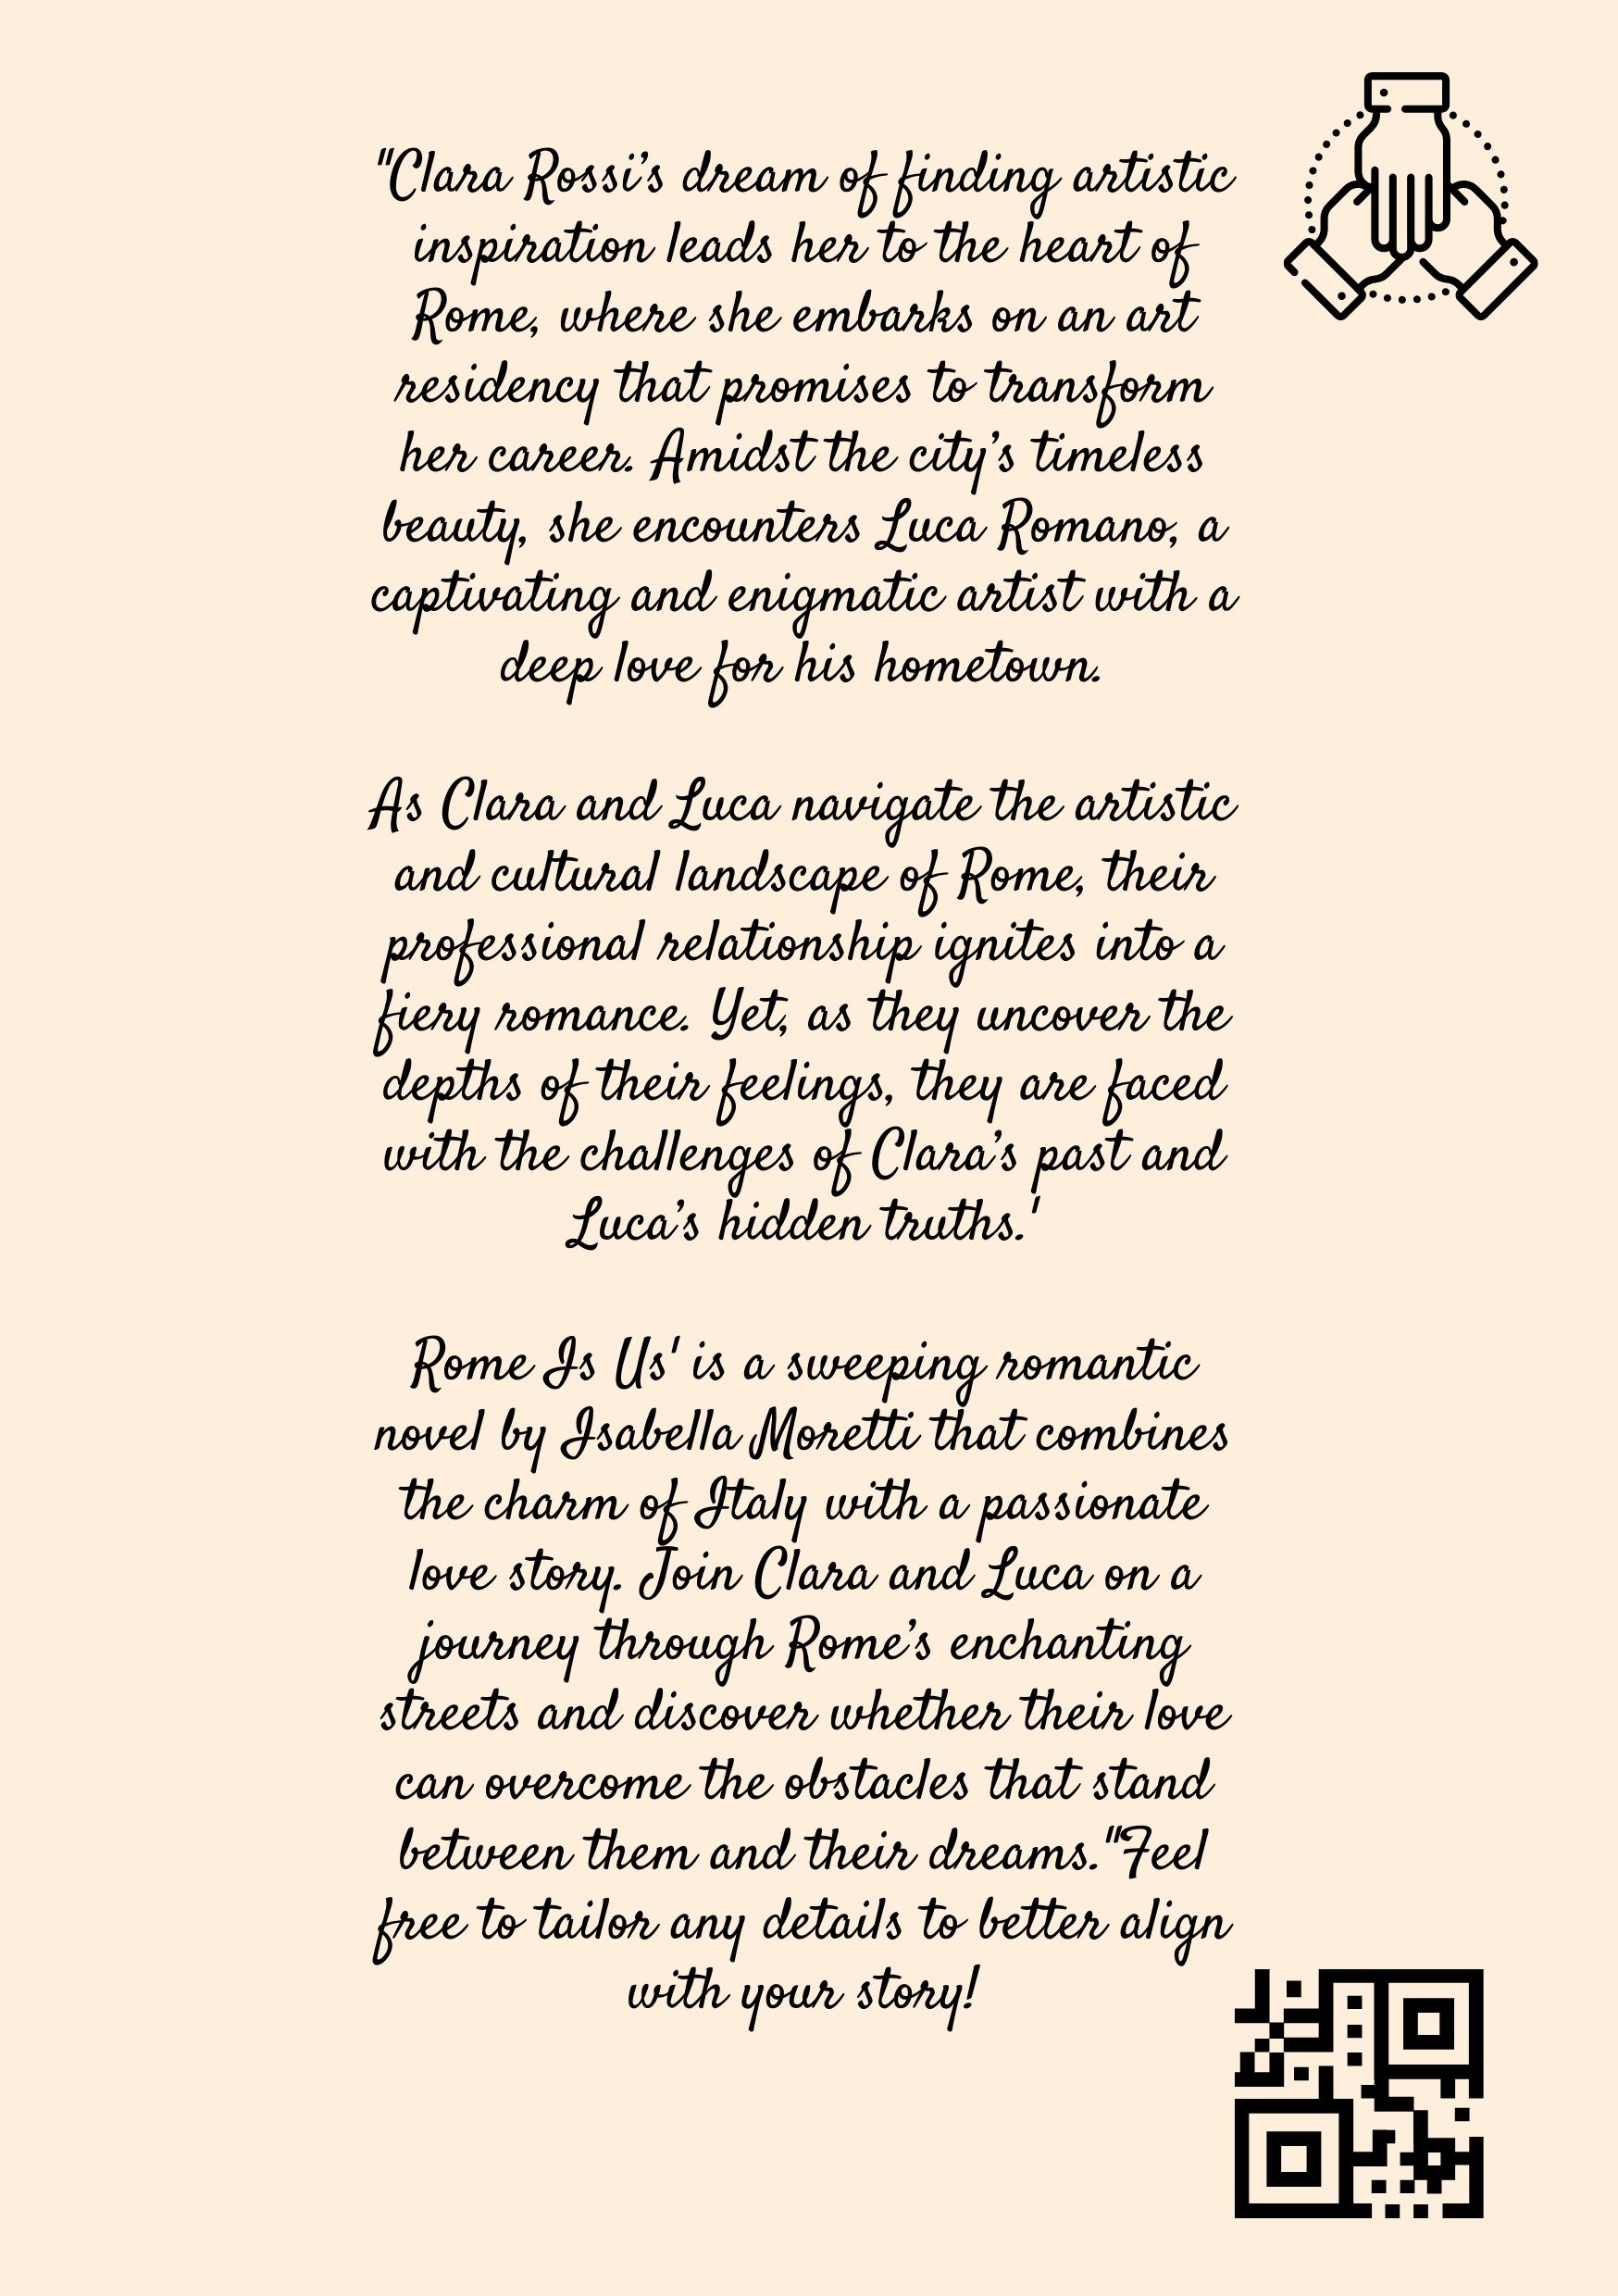 "Clara Rossi’s dream of finding artistic
inspiration leads her to the heart of
Rome, where she embarks on an art
residency that promises to transform
her career. Amidst the city’s timeless
beauty, she encounters Luca Romano, a
captivating and enigmatic artist with a
deep love for his hometown.
As Clara and Luca navigate the artistic
and cultural landscape of Rome, their
professional relationship ignites into a
fiery romance. Yet, as they uncover the
depths of their feelings, they are faced
with the challenges of Clara’s past and
Luca’s hidden truths.'
Rome Is Us' is a sweeping romantic
novel by Isabella Moretti that combines
the charm of Italy with a passionate
love story. Join Clara and Luca on a
journey through Rome’s enchanting
streets and discover whether their love
can overcome the obstacles that stand
between them and their dreams."Feel
free to tailor any details to better align
with your story!